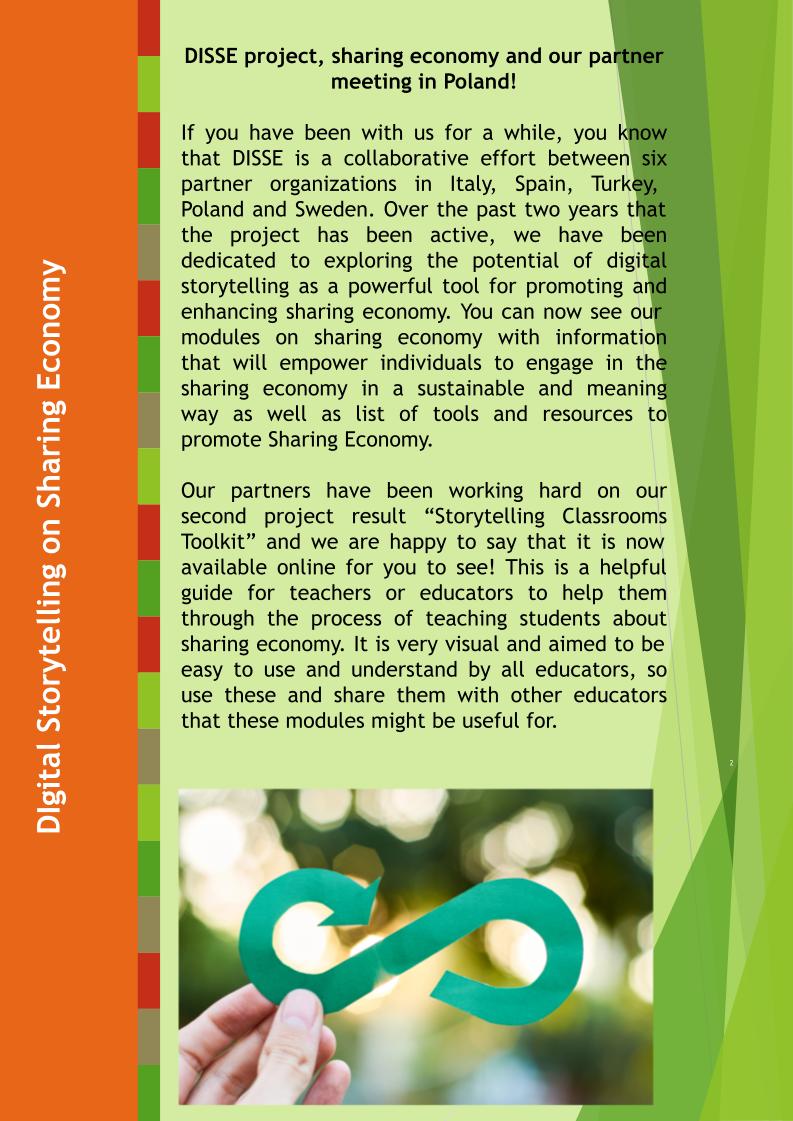 DIgital Storytelling on Sharing Economy
DISSE project, sharing economy and our partner
meeting in Poland!
If you have been with us for a while, you know
that DISSE is a collaborative effort between six
partner organizations in Italy, Spain, Turkey,
Poland and Sweden. Over the past two years that
the project has been active, we have been
dedicated to exploring the potential of digital
storytelling as a powerful tool for promoting and
enhancing sharing economy. You can now see our
modules on sharing economy with information
that will empower individuals to engage in the
sharing economy in a sustainable and meaning
way as well as list of tools and resources to
promote Sharing Economy.
Our partners have been working hard on our
second project result “Storytelling Classrooms
Toolkit” and we are happy to say that it is now
available online for you to see! This is a helpful
guide for teachers or educators to help them
through the process of teaching students about
sharing economy. It is very visual and aimed to be
easy to use and understand by all educators, so
use these and share them with other educators
that these modules might be useful for.
2